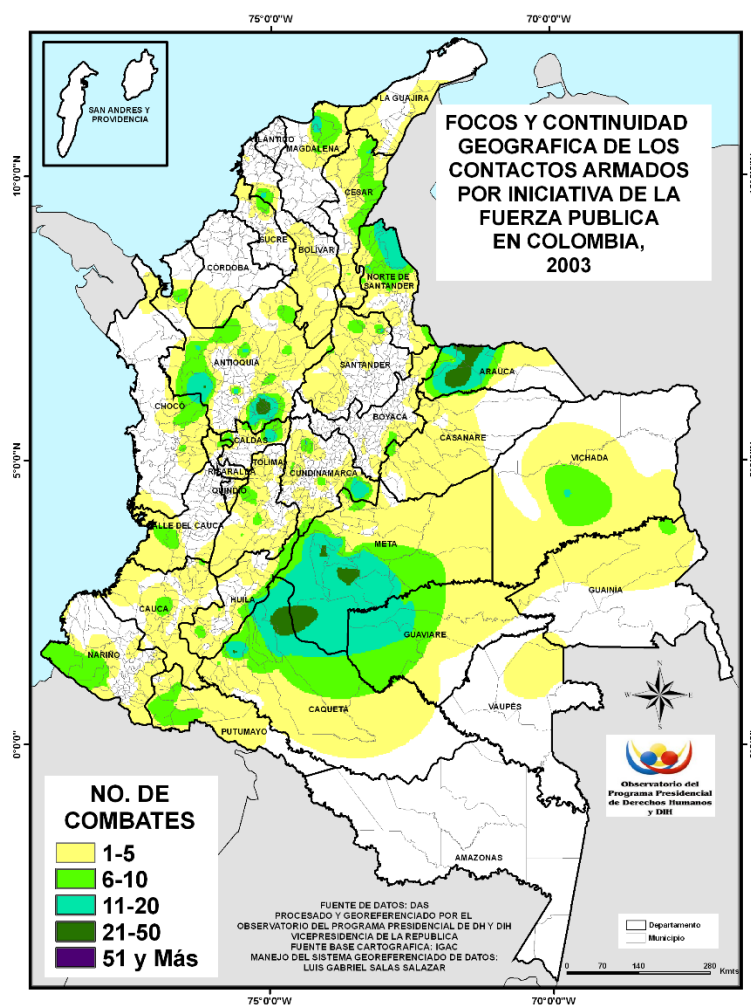 75°0'0"W
70°0'0"W
SAN ANDRES Y
PROVIDENCIA
FOCOS Y CONTINUIDAD
GEOGRAFICA DE LOS
CONTACTOS ARMADOS
POR INICIATIVA DE LA
FUERZA PUBLICA
EN COLOMBIA,
2003
LA GUAJIRA
MAGDALENA
CESAR
10°0'0"N
SUCRE
BOLÍVAR
CÓRDOBA
NORTE DE
SANTANDER
ANTIOQUIA
SANTANDER
ARAUCA
CHOCO
BOYACA
CASANARE
CALDAS
VICHADA
5°0'0"N
RISARALDA
TOLIMA
CUNDINAMARCA
QUINDIO
VALLE DEL CAUCA
META
GUAINÍA
CAUCA
HUILA
GUAVIARE
NARIÑO
CAQUETA
VAUPÉS
PUTUMAYO
0°0'0"
N
W
E
S
Observatorio del
Programa Presidencial
de Derechos Humanos
y DIH
AMAZONAS
NO. DE
COMBATES
1-5
6-10
11-20
21-50
51 y Más
FUENTE DE DATOS: DAS
PROCESADO Y GEOREFERENCIADO POR EL
OBSERVATORIO DEL PROGRAMA PRESIDENCIAL DE DH Y DIH
VICEPRESIDENCIA DE LA REPUBLICA
FUENTE BASE CARTOGRAFICA: IGAC
MANEJO DEL SISTEMA GEOREFERENCIADO DE DATOS:
LUIS GABRIEL SALAS SALAZAR
Departamento
Municipio
0 70 140 280
Kmts
75°0'0"W
70°0'0"W